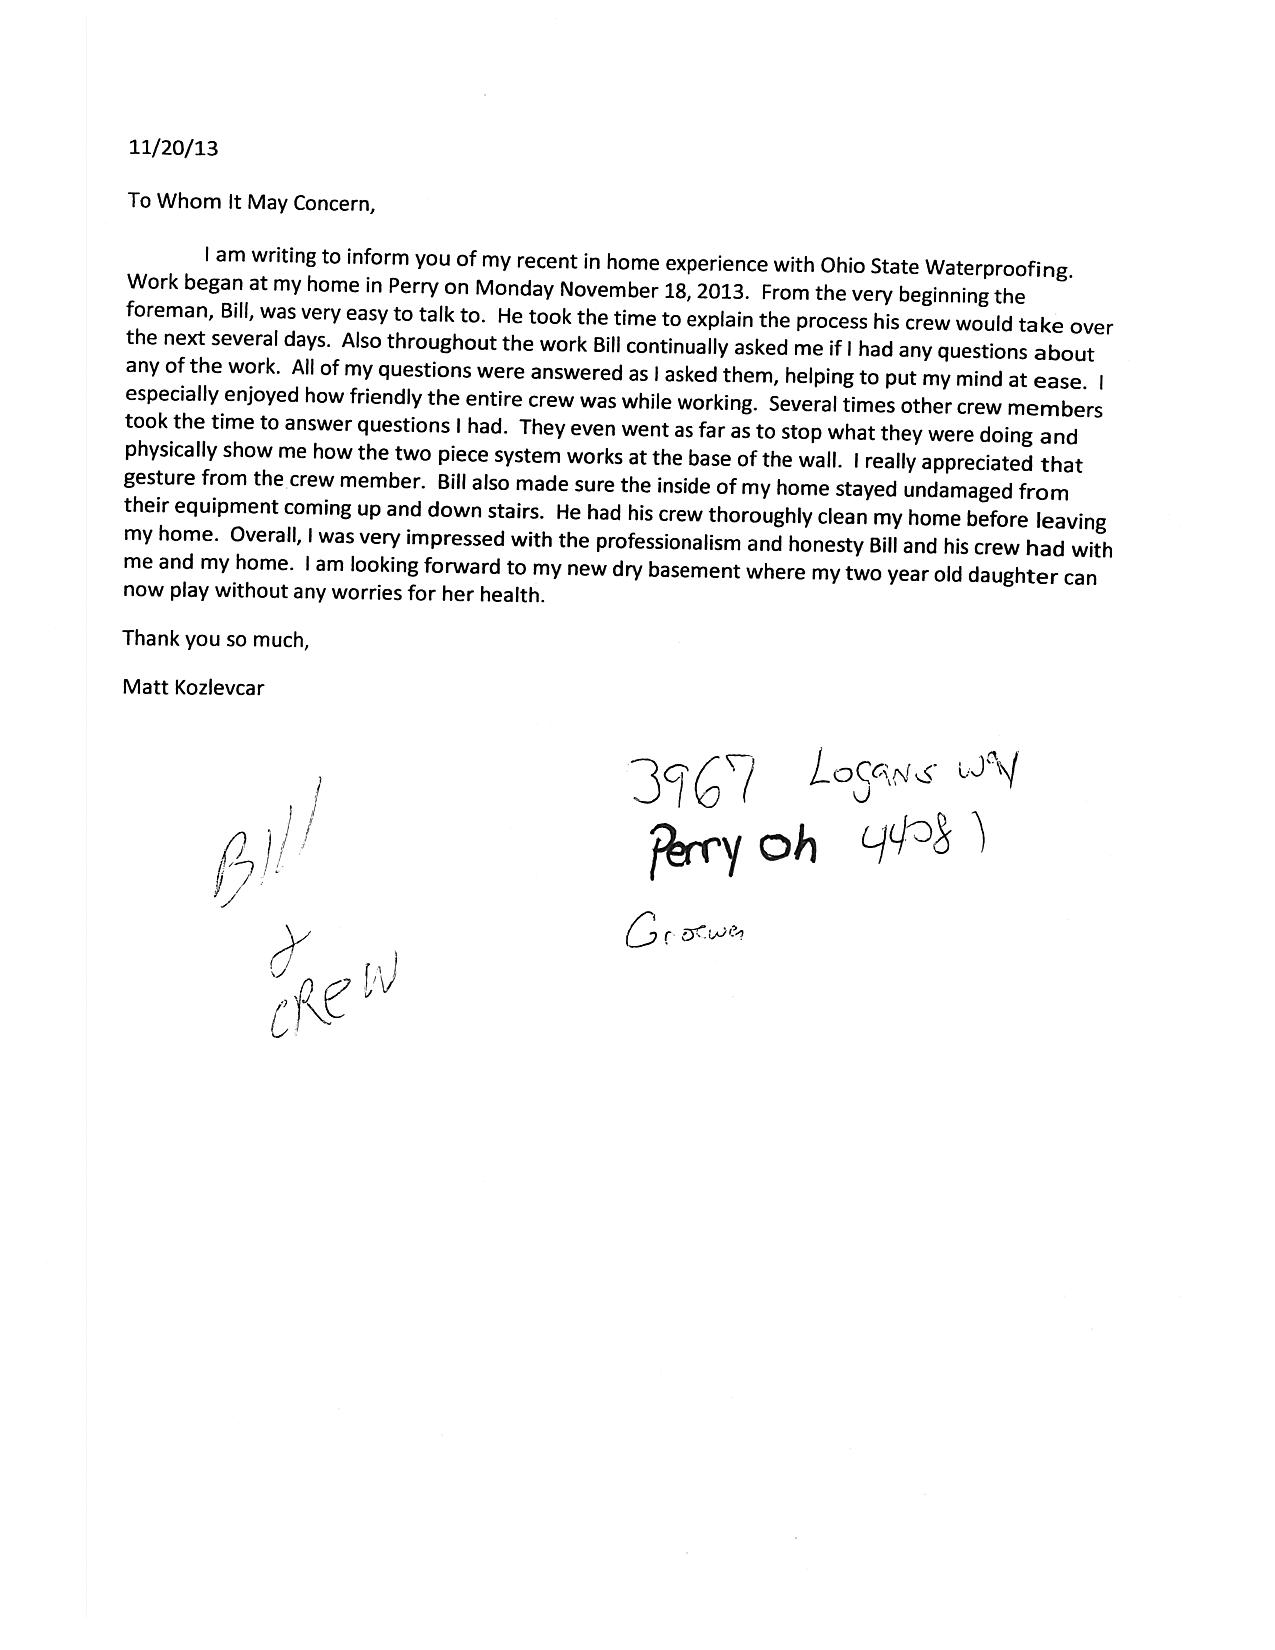 11/20/13
To Whom It May Concern,
I am writing to inform you of my recent in home experience with Ohio State Waterproofing.
Work began at my home in Perry on Monday November 18, 2013.  From the very beginning the
foreman, Bill, was very easy to talk to.  He took the time to explain the process his crew would take over
the next several days.  Also throughout the work Bill continually asked me if I had any questions about
any of the work.  All of my questions were answered as I asked them, helping to put my mind at ease.  I
especially enjoyed how friendly the entire crew was while working.  Several times other crew members
took the time to answer questions I had.  They even went as far as to stop what they were doing and
physically show me how the two piece system works at the base of the wall.  I really appreciated that
gesture from the crew member.  Bill also made sure the inside of my home stayed undamaged from
their equipment coming up and down stairs.  He had his crew thoroughly clean my home before leaving
my home.  Overall, I was very impressed with the professionalism and honesty Bill and his crew had with
me and my home.  I am looking forward to my new dry basement where my two year old daughter can
now play without any worries for her health.
Thank you so much,
Matt Kozlevcar
3967 Logans way
Perry oh 44081
Bill
&
CReW